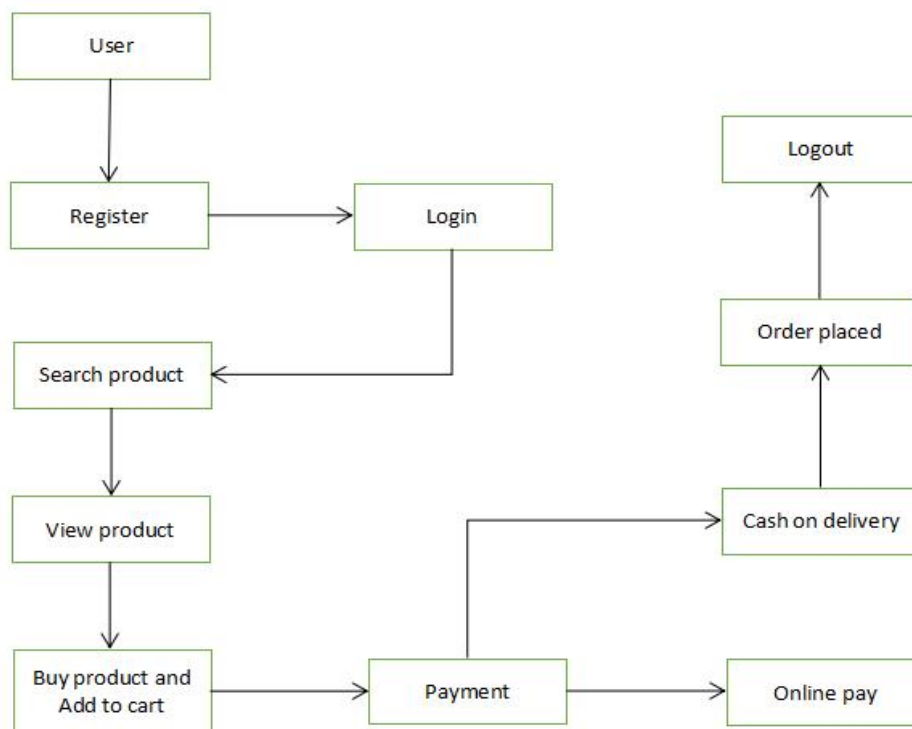 User
Register
Login
Search product
View product
Buy product and
Add to cart
Payment
Online pay
Cash on delivery
Order placed
Logout